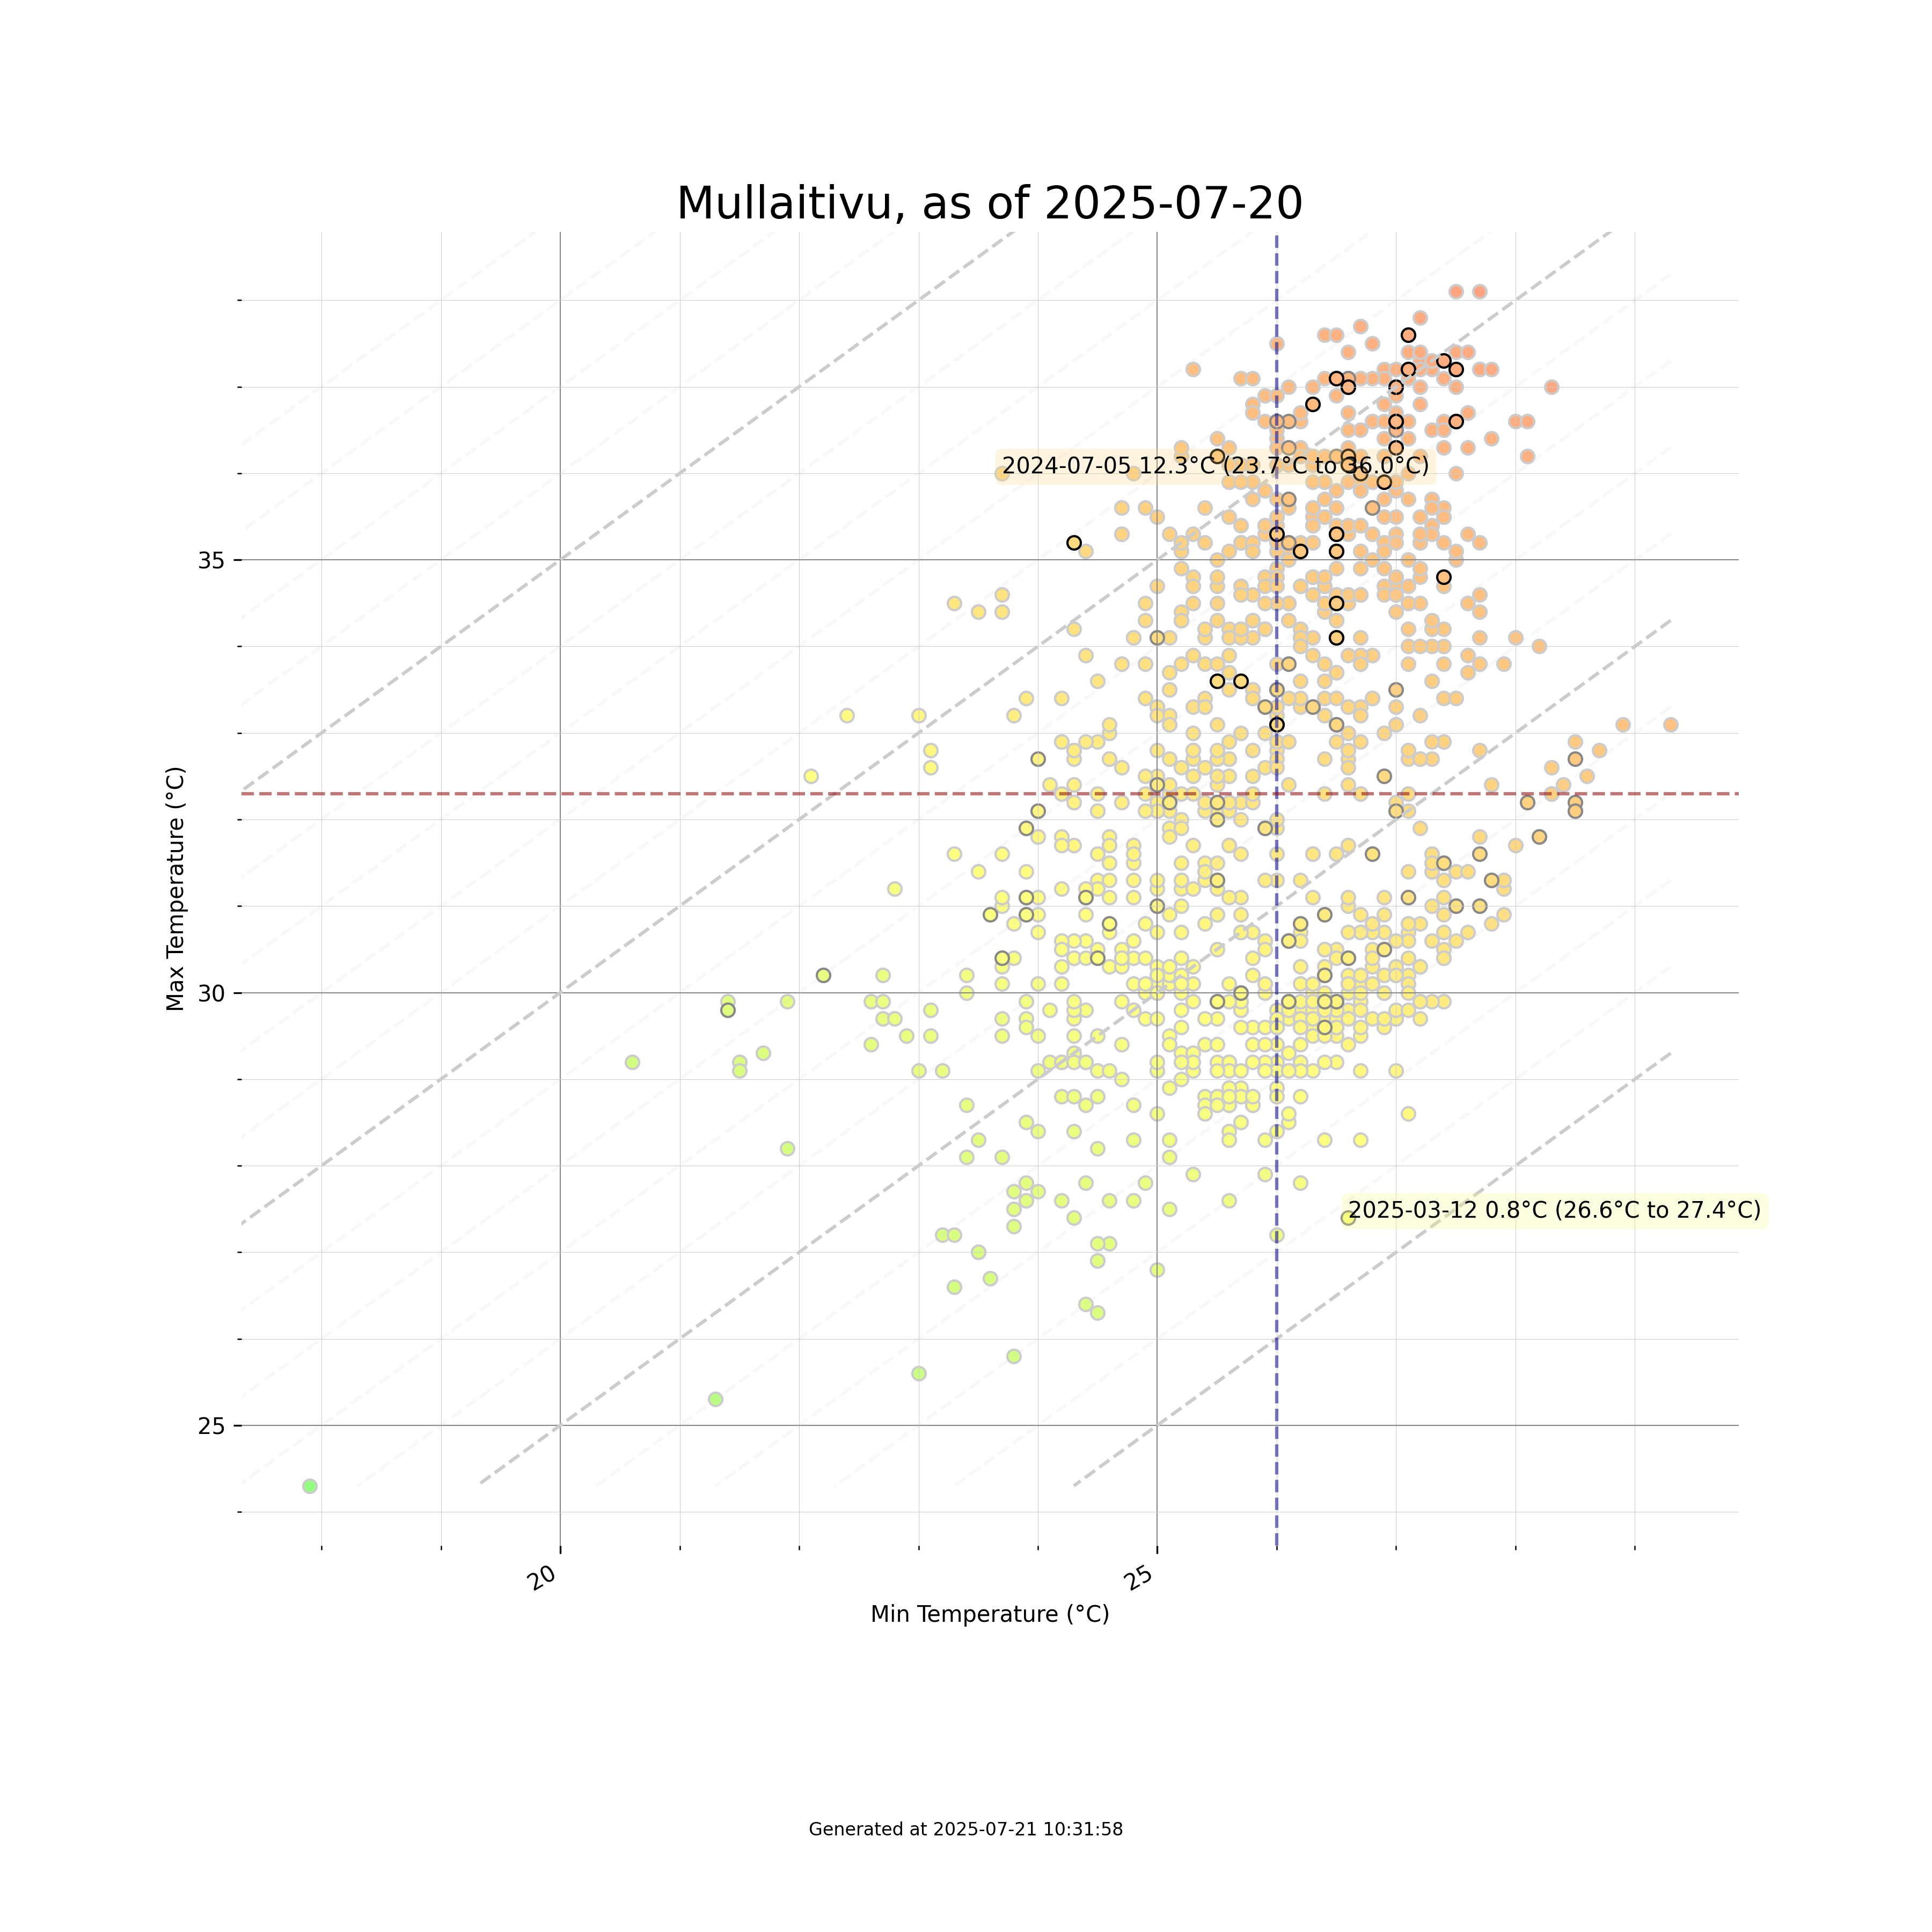 Mullaitivu, as of 2025-07-20
2024-07-05 12.3°C (23.7°C to 36.0°C)
35
Max Temperature (°C)
30
2025-03-12 0.8°C (26.6°C to 27.4°C)
25
20
25
Min Temperature (°C)
Generated at 2025-07-21 10:31:58